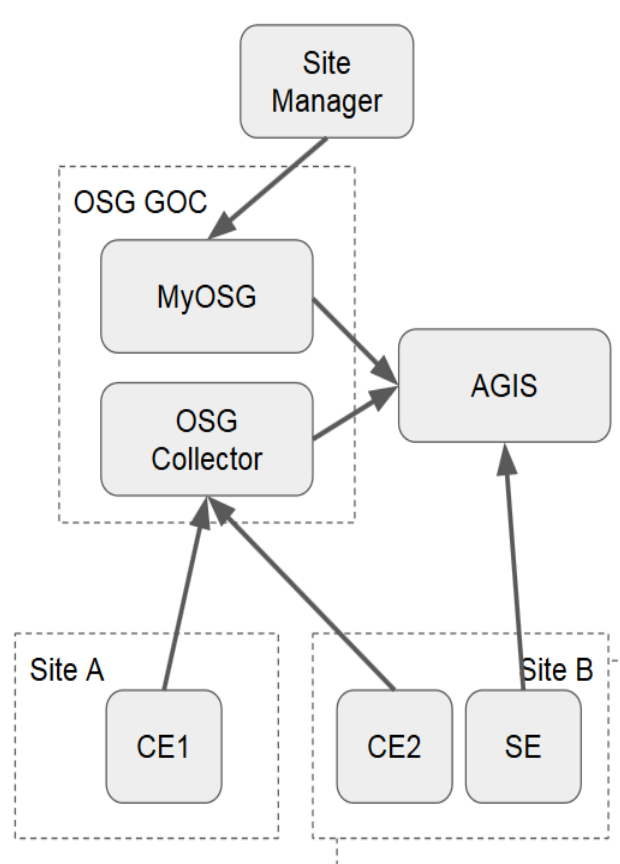 Site
Manager
OSG GOC
MyOSG
AGIS
OSG
Collector
Site A
Site B
CE1
CE2
SE